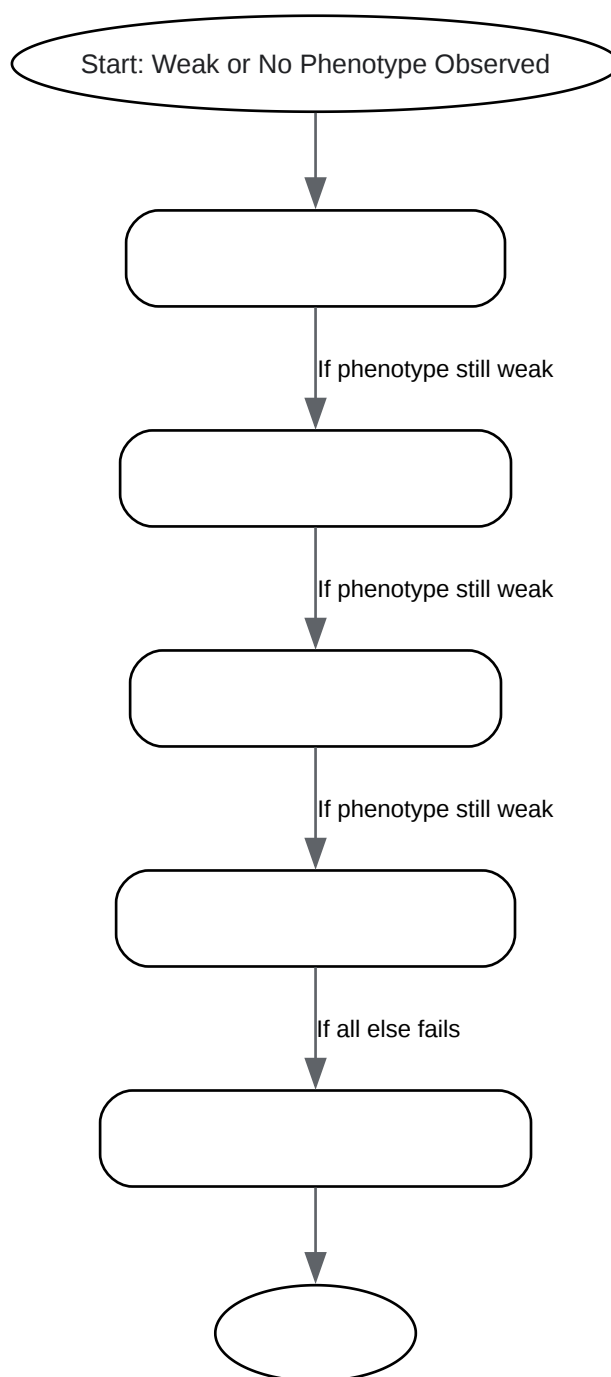 Start: Weak or No Phenotype Observed
If phenotype still weak
If phenotype still weak
If phenotype still weak
If all else fails